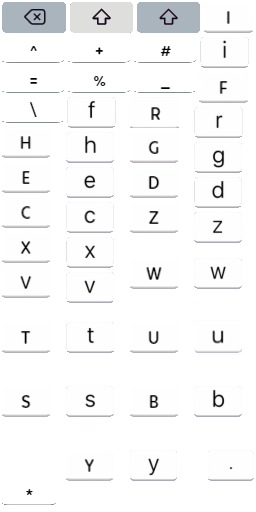 I
^ + # i
= % _ F
\ f R r
H h G g
E e D d
C c Z z
X x
V v W w
T t U u
S s B b
Y y .
*